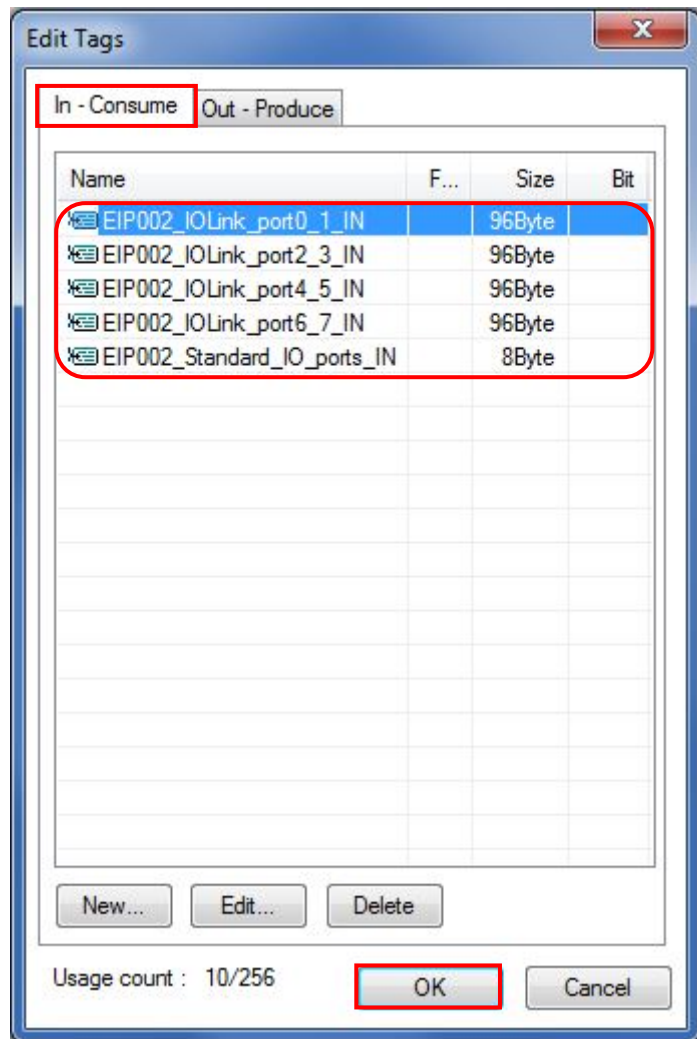 Edit Tags
X
In - Consume Out - Produce
Name F... Size Bit
EIP002_IOLink_port0_1_IN 96Byte
EIP002_IOLink_port2_3_IN 96Byte
EIP002_IOLink_port4_5_IN 96Byte
EIP002_IOLink_port6_7_IN 96Byte
EIP002_Standard_IO_ports_IN 8Byte
New... Edit... Delete
Usage count : 10/256 OK Cancel